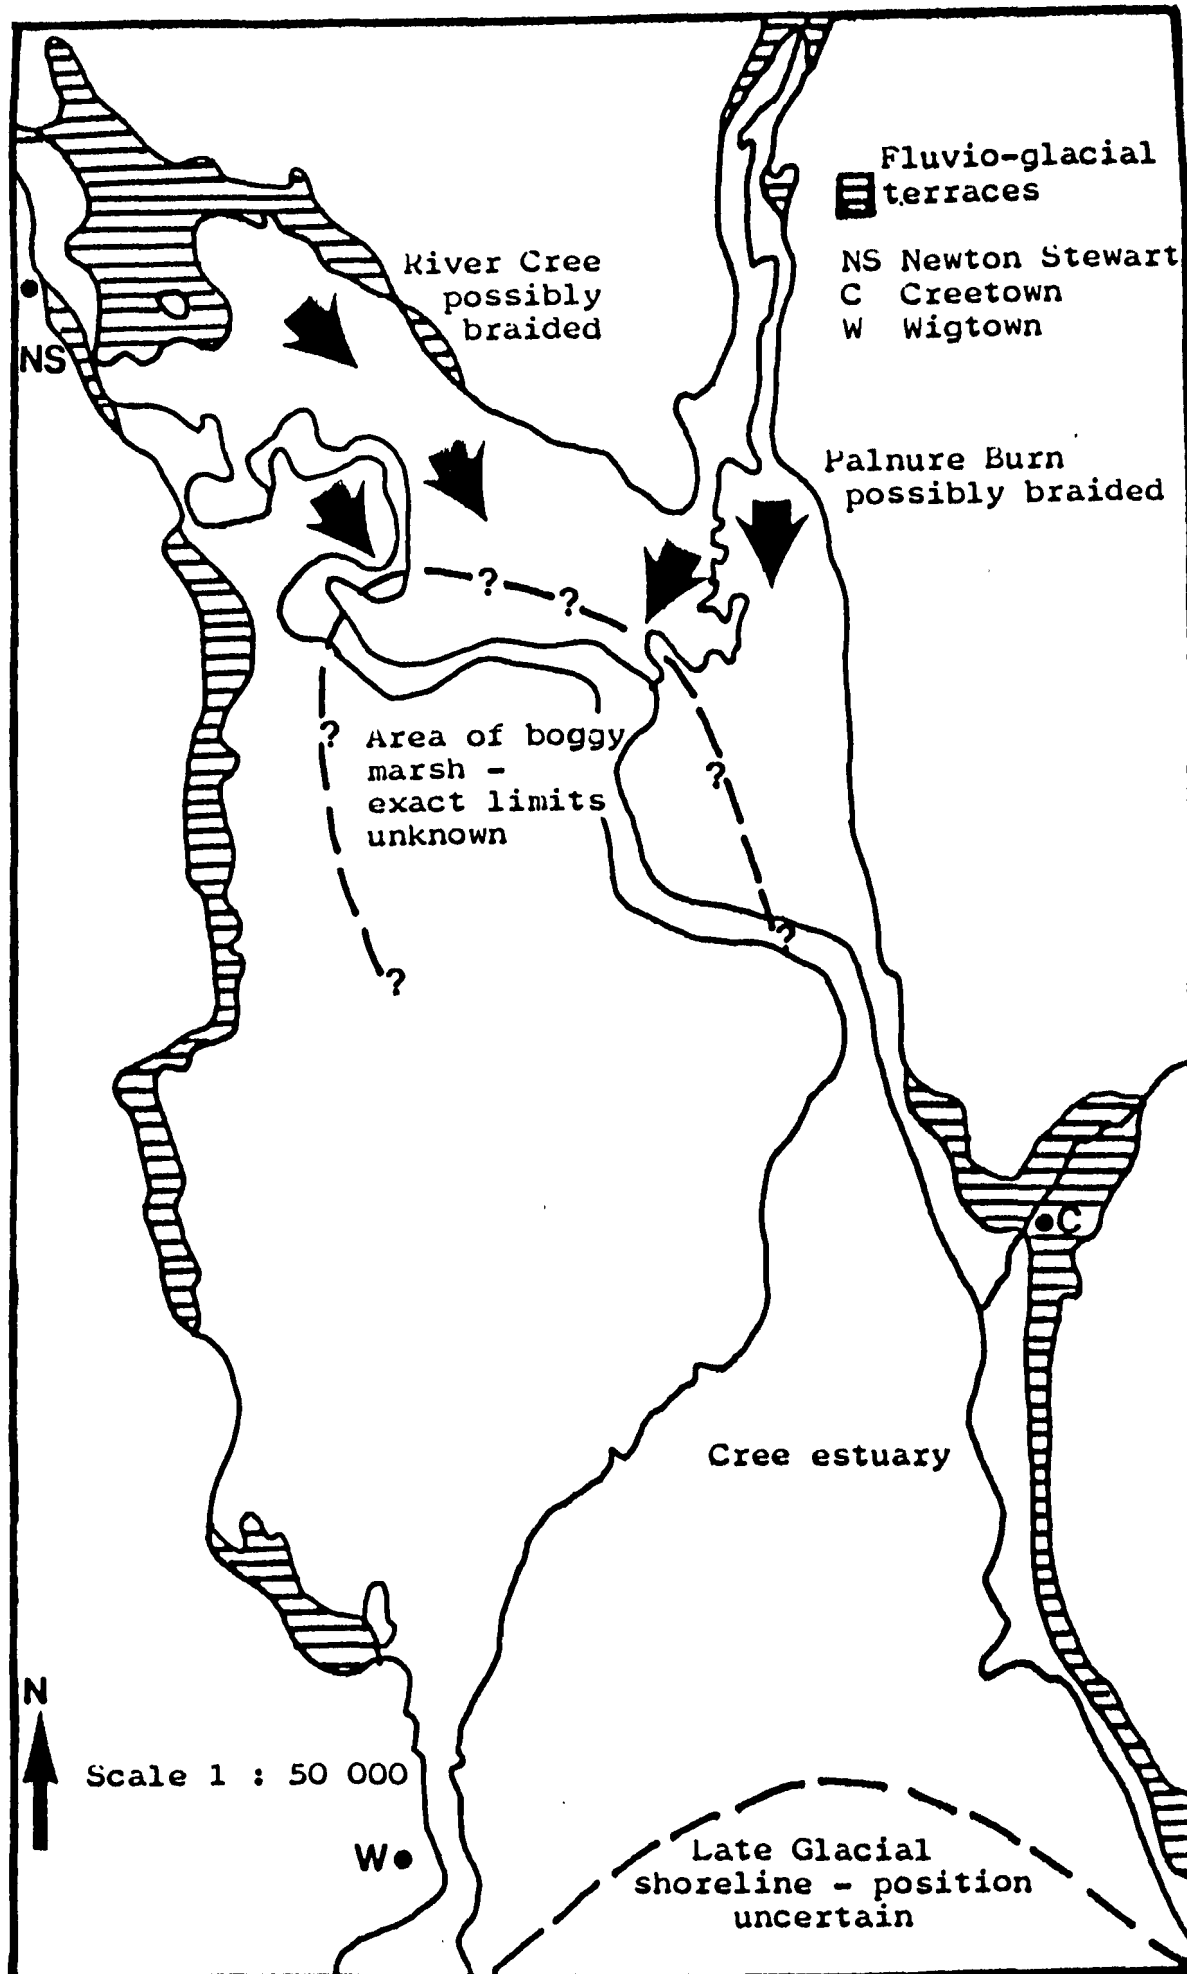 Fluvio-glacial
terraces
NS Newton Stewart
C Creetown
W Wigtown
River Cree
possibly
braided
NS
Palnure Burn
possibly braided
?
?
?
Area of boggy
marsh -
exact limits
unknown
?
?
?
C
Cree estuary
N
Scale 1 : 50 000
W
Late Glacial
shoreline - position
uncertain